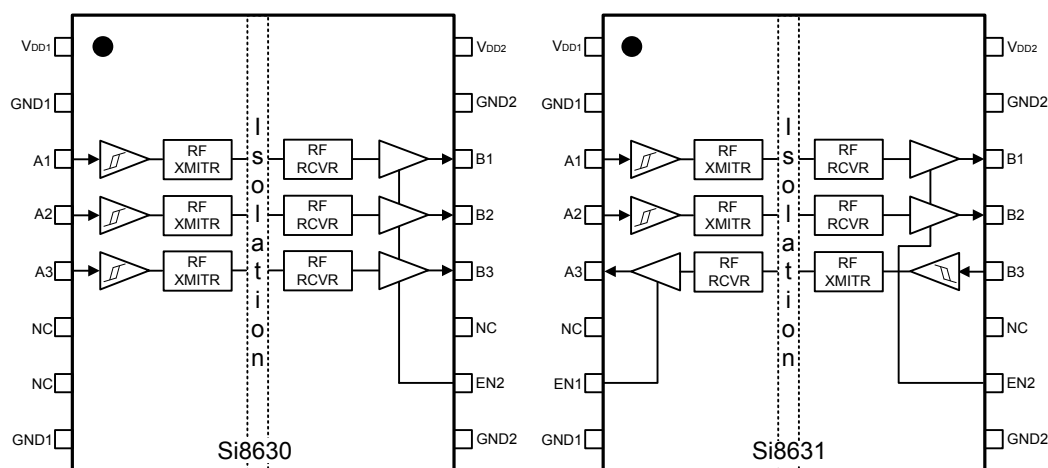 VDD1
VDD2
GND1
GND2
A1
RF
XMITR
RF
RCVR
B1
A2
RF
XMITR
RF
RCVR
B2
A3
RF
XMITR
RF
RCVR
B3
NC
NC
NC
EN2
GND1
GND2
Isolation
Si8630
VDD1
VDD2
GND1
GND2
A1
RF
XMITR
RF
RCVR
B1
A2
RF
XMITR
RF
RCVR
B2
A3
RF
RCVR
RF
XMITR
B3
NC
NC
EN1
EN2
GND1
GND2
Isolation
Si8631